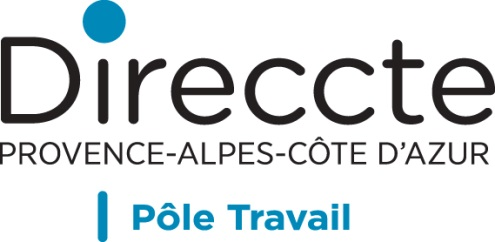 Direccte
PROVENCE-ALPES-CÔTE D'AZUR
Pôle Travail